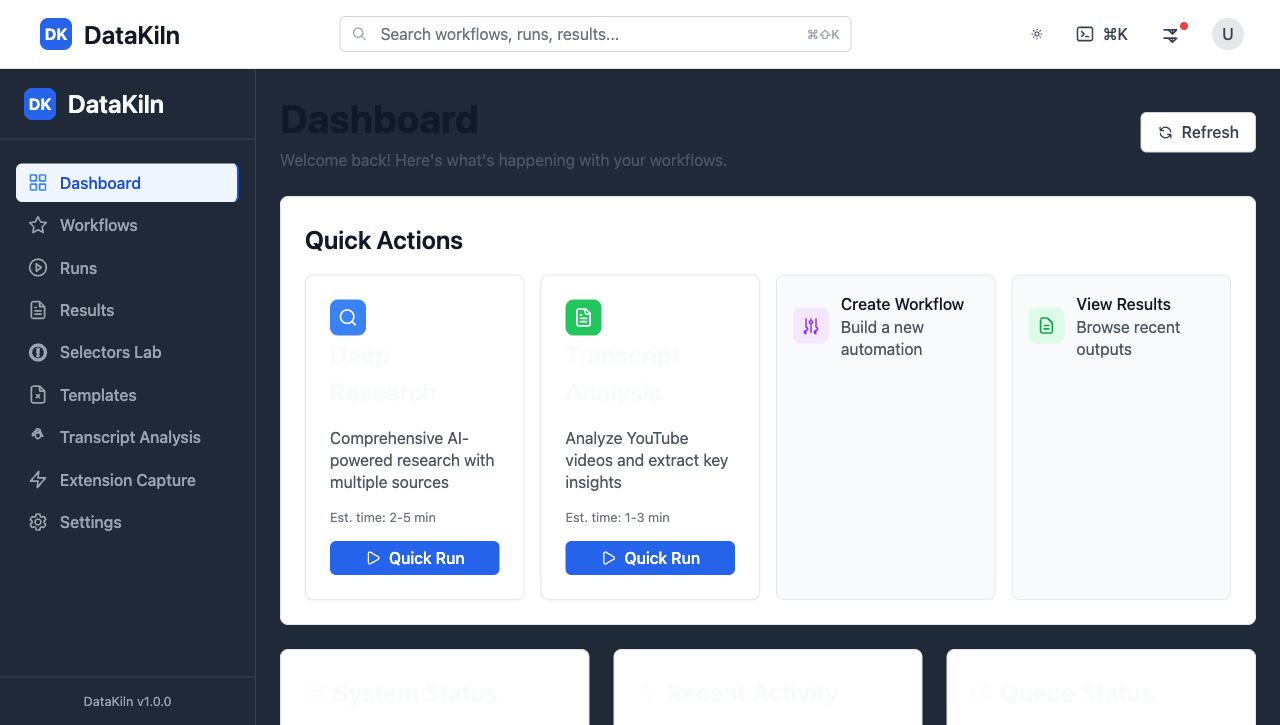 DK DataKiln
Search workflows, runs, results... ⌘⇧K
⌘K
U
DK DataKiln
Dashboard
Workflows
Runs
Results
Selectors Lab
Templates
Transcript Analysis
Extension Capture
Settings
DataKiln v1.0.0
Dashboard
Welcome back! Here's what's happening with your workflows.
Refresh
Quick Actions
Deep
Research
Comprehensive AI-
powered research with
multiple sources
Est. time: 2-5 min
Quick Run
Transcript
Analysis
Analyze YouTube
videos and extract key
insights
Est. time: 1-3 min
Quick Run
Create Workflow
Build a new
automation
View Results
Browse recent
outputs
System Status
Recent Activity
Queue Status